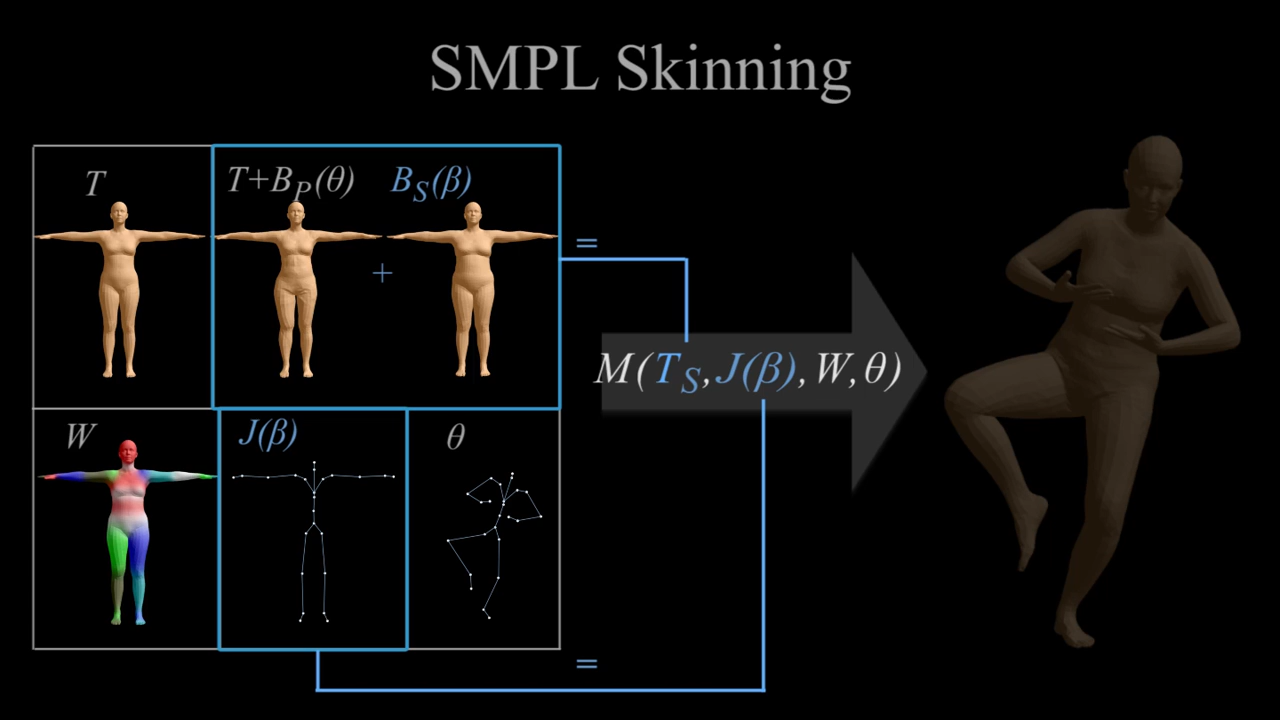 SMPL Skinning
T
T+B_P(θ)
B_S(β)
+
=
M(T_S,J(β),W,θ)
W
J(β)
θ
=